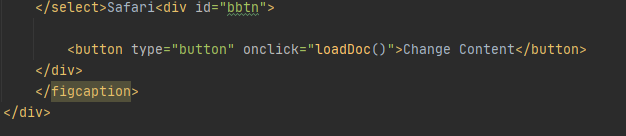 </select>Safari<div id="bbtn">
<button type="button" onclick="loadDoc()">Change Content</button>
</div>
</figcaption>
</div>